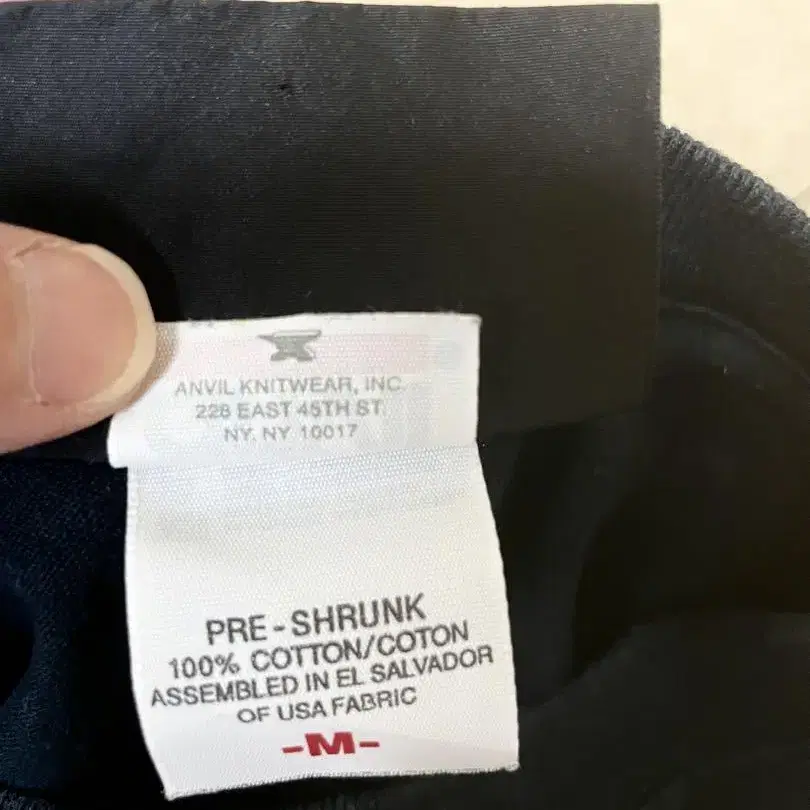 ANVIL KNITWEAR, INC.
228 EAST 45TH ST.
NY, NY 10017
PRE-SHRUNK
100% COTTON/COTON
ASSEMBLED IN EL SALVADOR
OF USA FABRIC
-M-